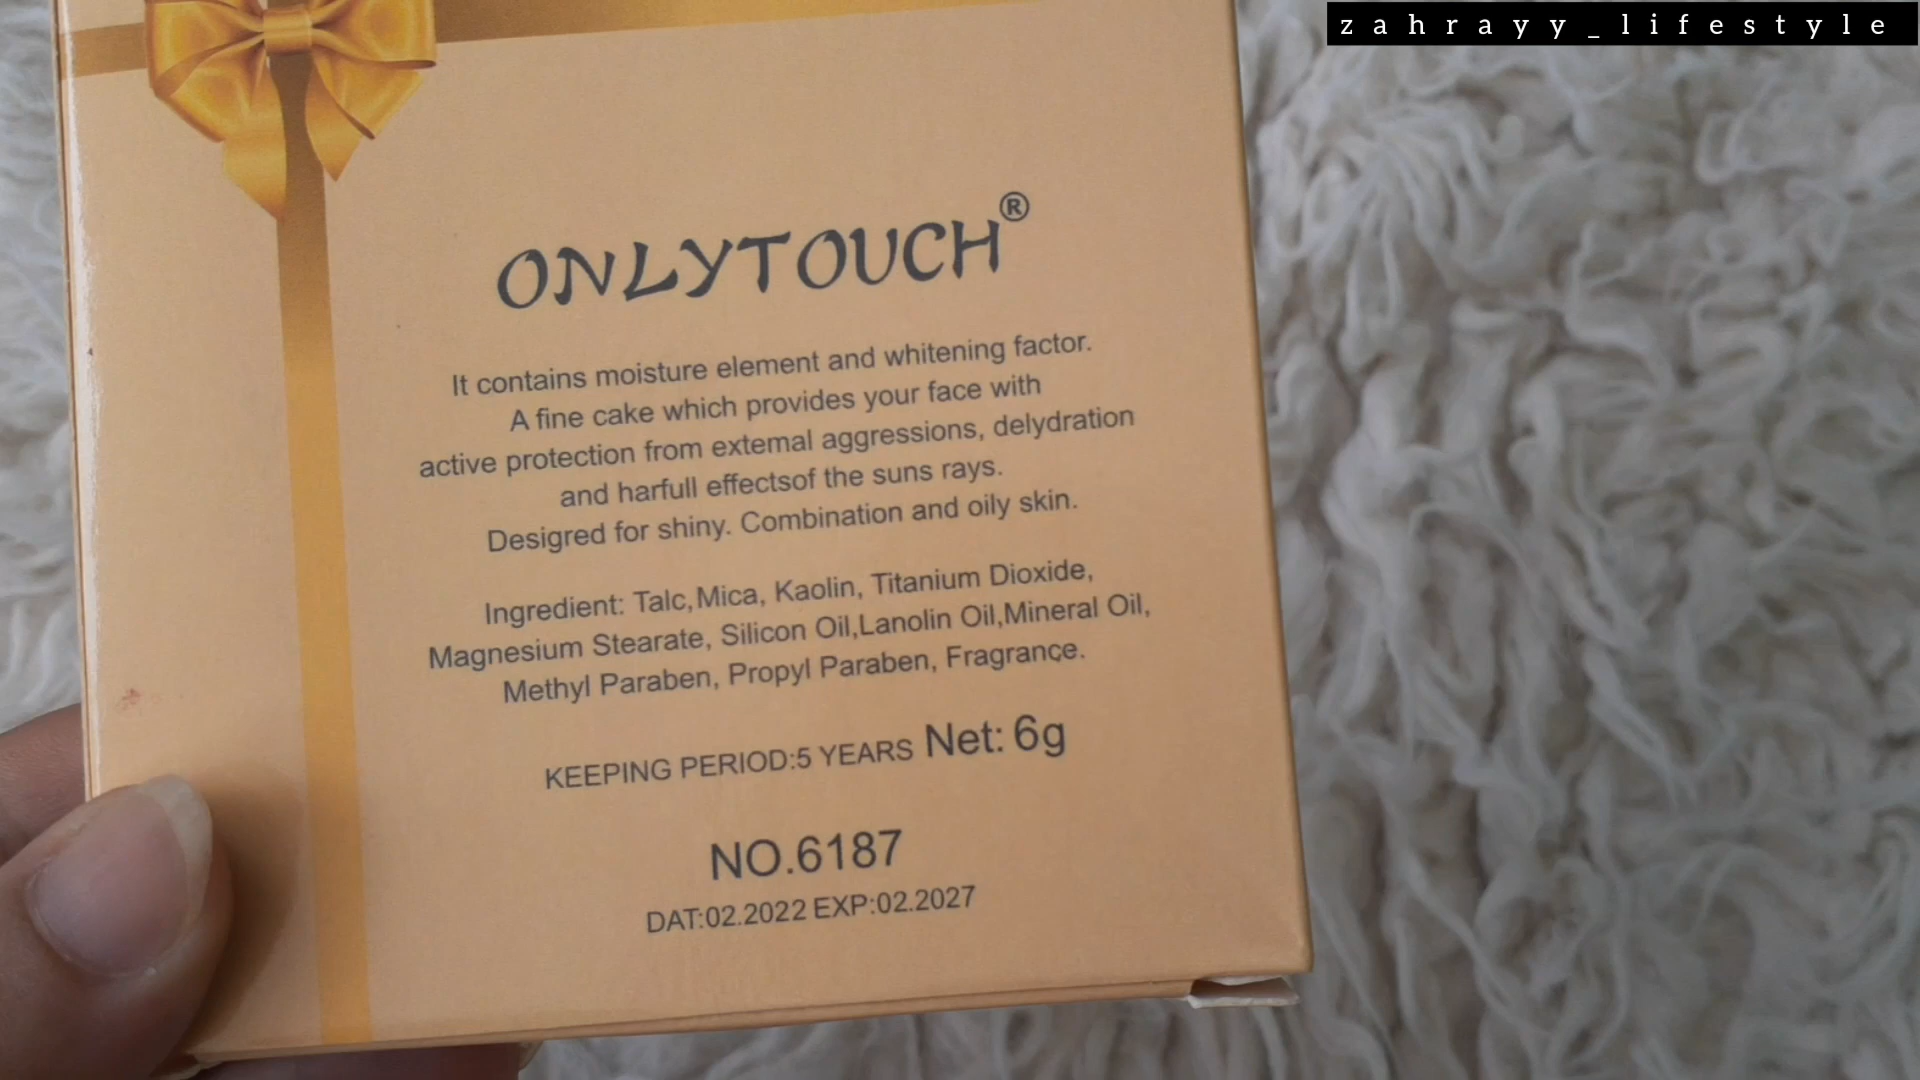 zahrayy_lifestyle
ONLYTOUCH®
It contains moisture element and whitening factor.
A fine cake which provides your face with
active protection from extemal aggressions, delydration
and harfull effectsof the suns rays.
Desigred for shiny. Combination and oily skin.
Ingredient: Talc,Mica, Kaolin, Titanium Dioxide,
Magnesium Stearate, Silicon Oil,Lanolin Oil,Mineral Oil,
Methyl Paraben, Propyl Paraben, Fragrance.
KEEPING PERIOD:5 YEARS Net: 6g
NO.6187
DAT:02.2022 EXP:02.2027